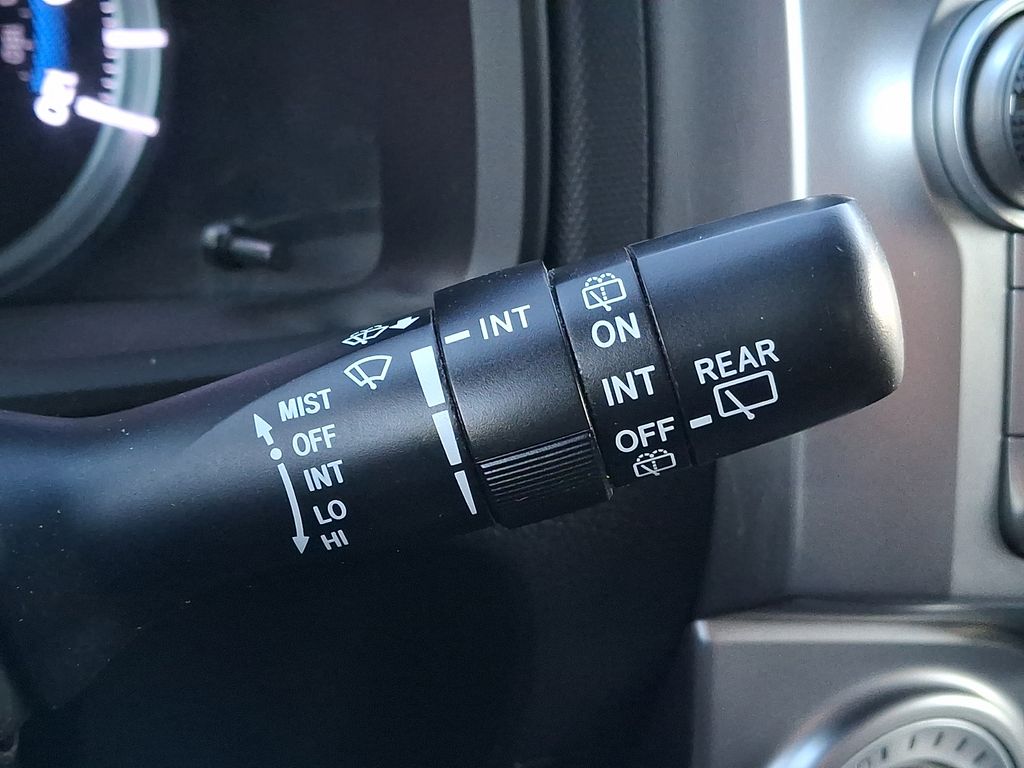 MIST
OFF
INT
LO
HI
INT
ON
INT
OFF
REAR